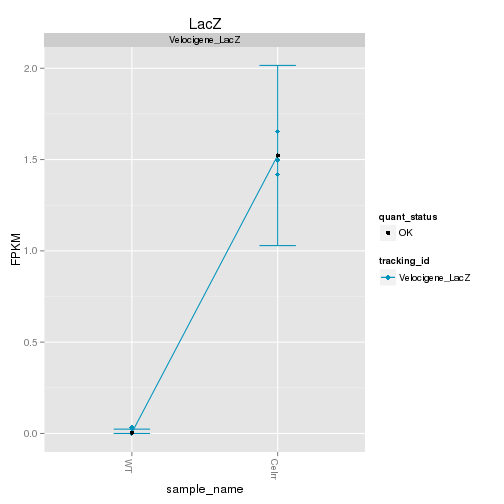 LacZ
Velocigene_LacZ
2.0
1.5
1.0
0.5
0.0
FPKM
WT
Celrr
sample_name
quant_status
OK
tracking_id
Velocigene_LacZ